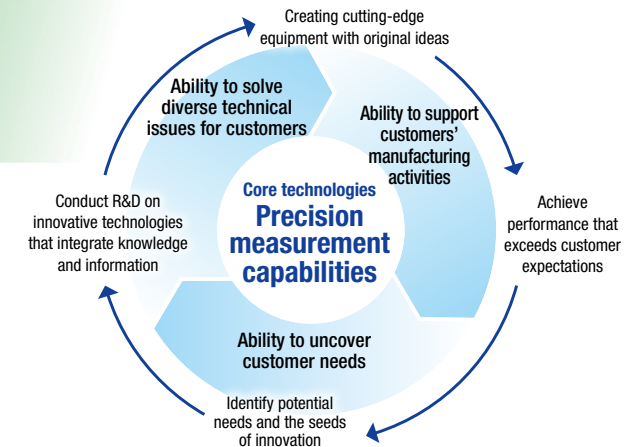 Creating cutting-edge
equipment with original ideas
Ability to solve
diverse technical
issues for customers
Ability to support
customers'
manufacturing
activities
Core technologies
Precision
measurement
capabilities
Conduct R&D on
innovative technologies
that integrate knowledge
and information
Achieve
performance that
exceeds customer
expectations
Ability to uncover
customer needs
Identify potential
needs and the seeds
of innovation